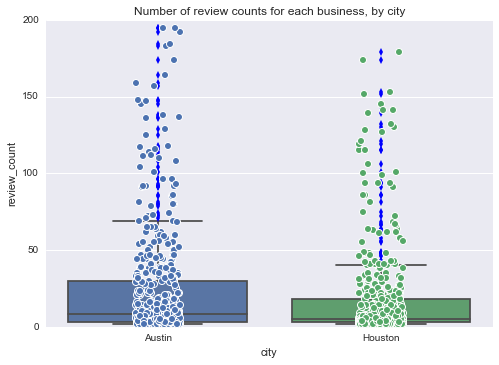 Number of review counts for each business, by city
200
150
100
50
0
review_count
Austin
Houston
city